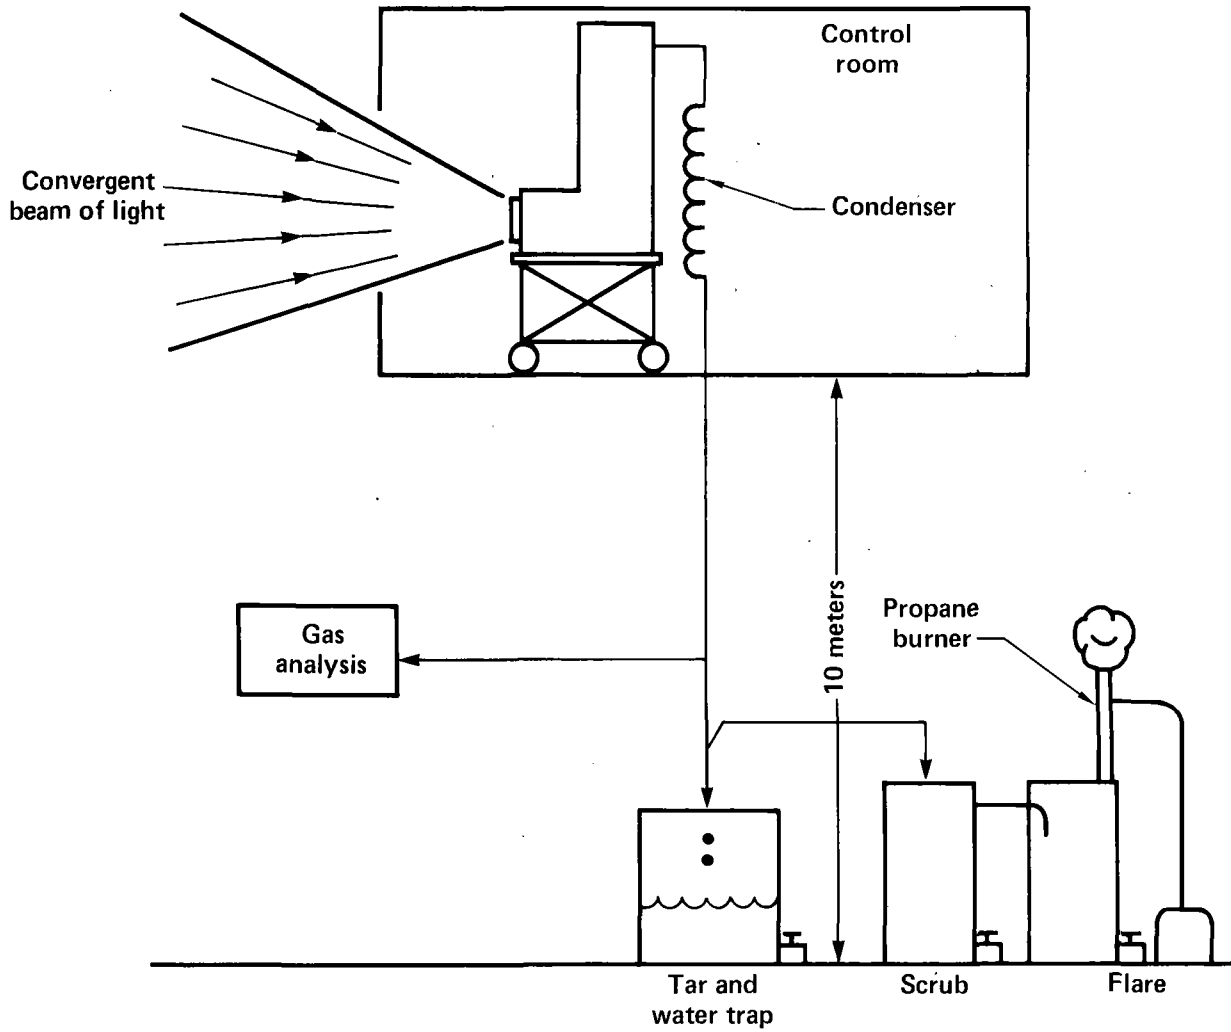 Control
room
Convergent
beam of light
Condenser
Gas
analysis
10 meters
Propane
burner
Tar and
water trap
Scrub
Flare